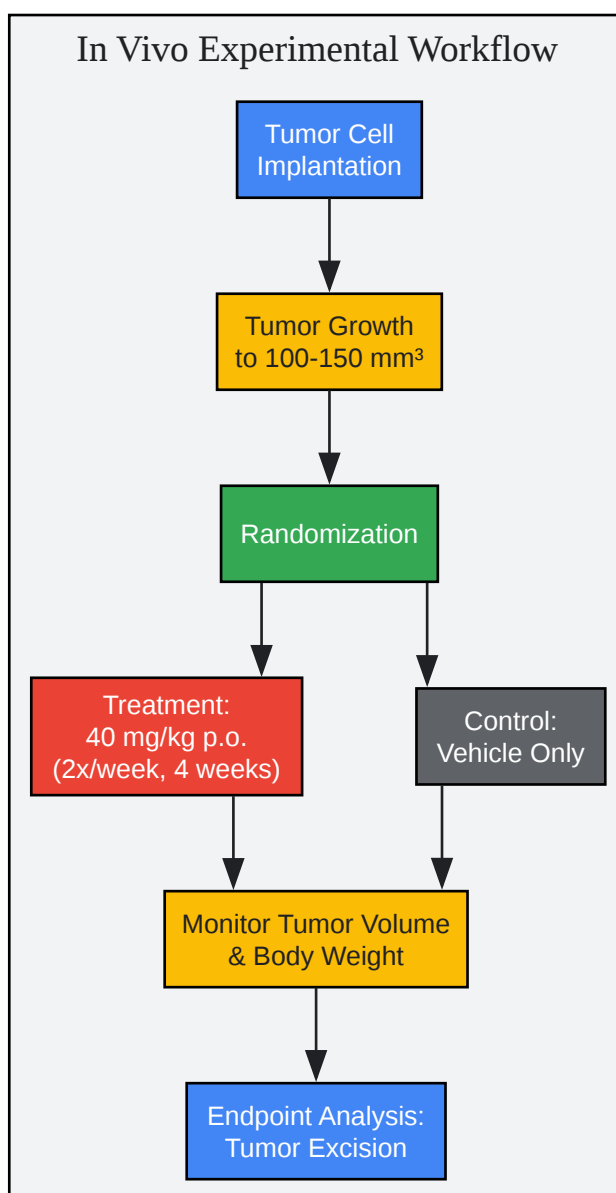 In Vivo Experimental Workflow
Tumor Cell
Implantation
Tumor Growth
to 100-150 mm³
Randomization
Treatment:
40 mg/kg p.o.
(2x/week, 4 weeks)
Control:
Vehicle Only
Monitor Tumor Volume
& Body Weight
Endpoint Analysis:
Tumor Excision